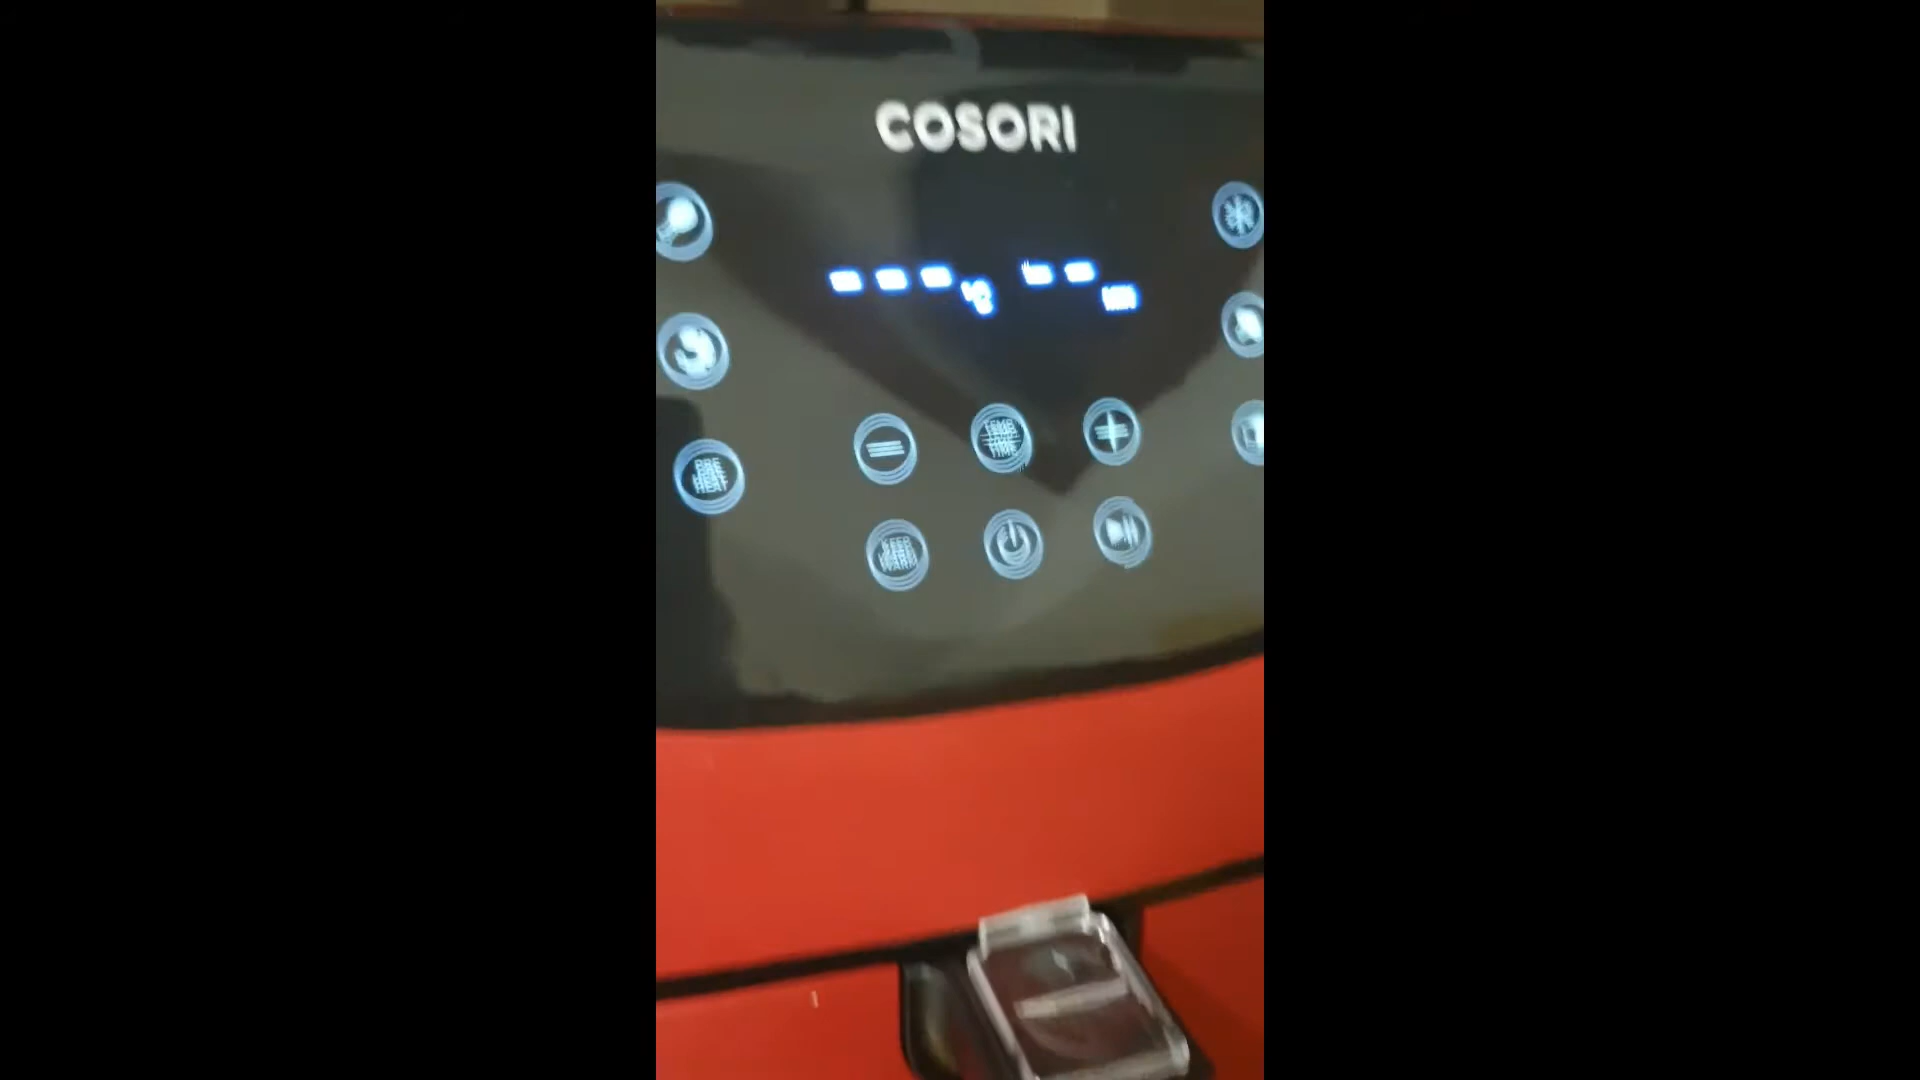 COSORI
--- °C -- MIN
PRE
HEAT
TEMP
TIME
KEEP
WARM